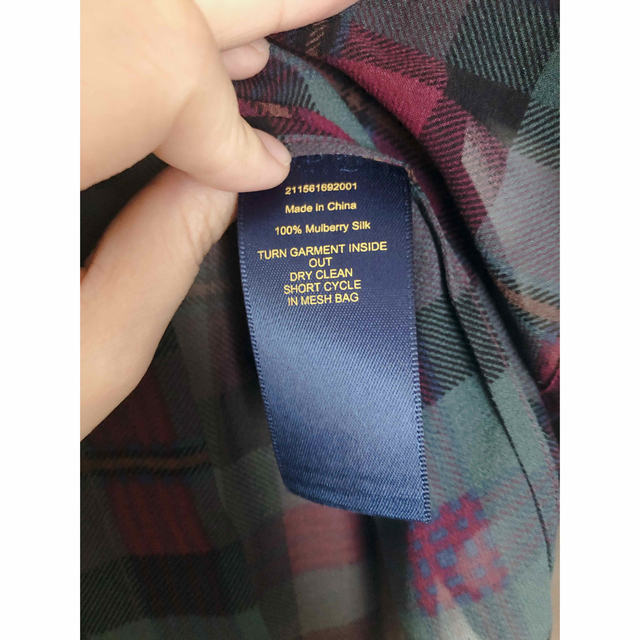 211561692001
Made in China
100% Mulberry Silk
TURN GARMENT INSIDE
OUT
DRY CLEAN
SHORT CYCLE
IN MESH BAG